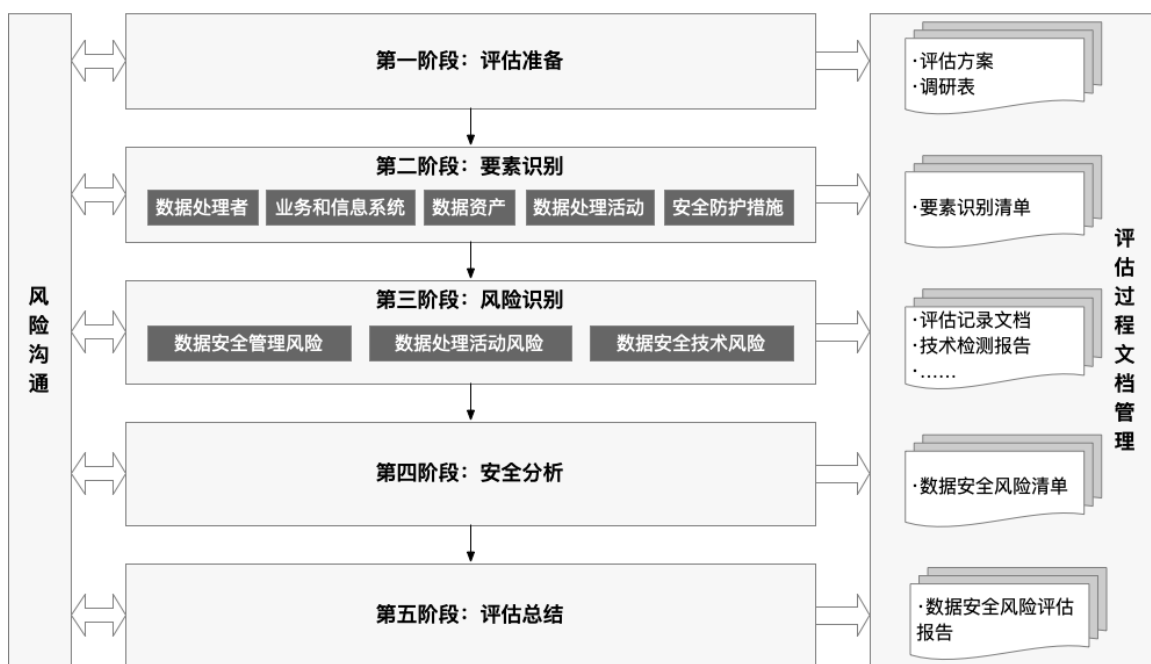 风险沟通
第一阶段：评估准备
·评估方案
·调研表
第二阶段：要素识别
数据处理者 业务和信息系统 数据资产 数据处理活动 安全防护措施
·要素识别清单
第三阶段：风险识别
数据安全管理风险 数据处理活动风险 数据安全技术风险
·评估记录文档
·技术检测报告
·……
第四阶段：安全分析
·数据安全风险清单
第五阶段：评估总结
·数据安全风险评估
报告
评估过程文档管理